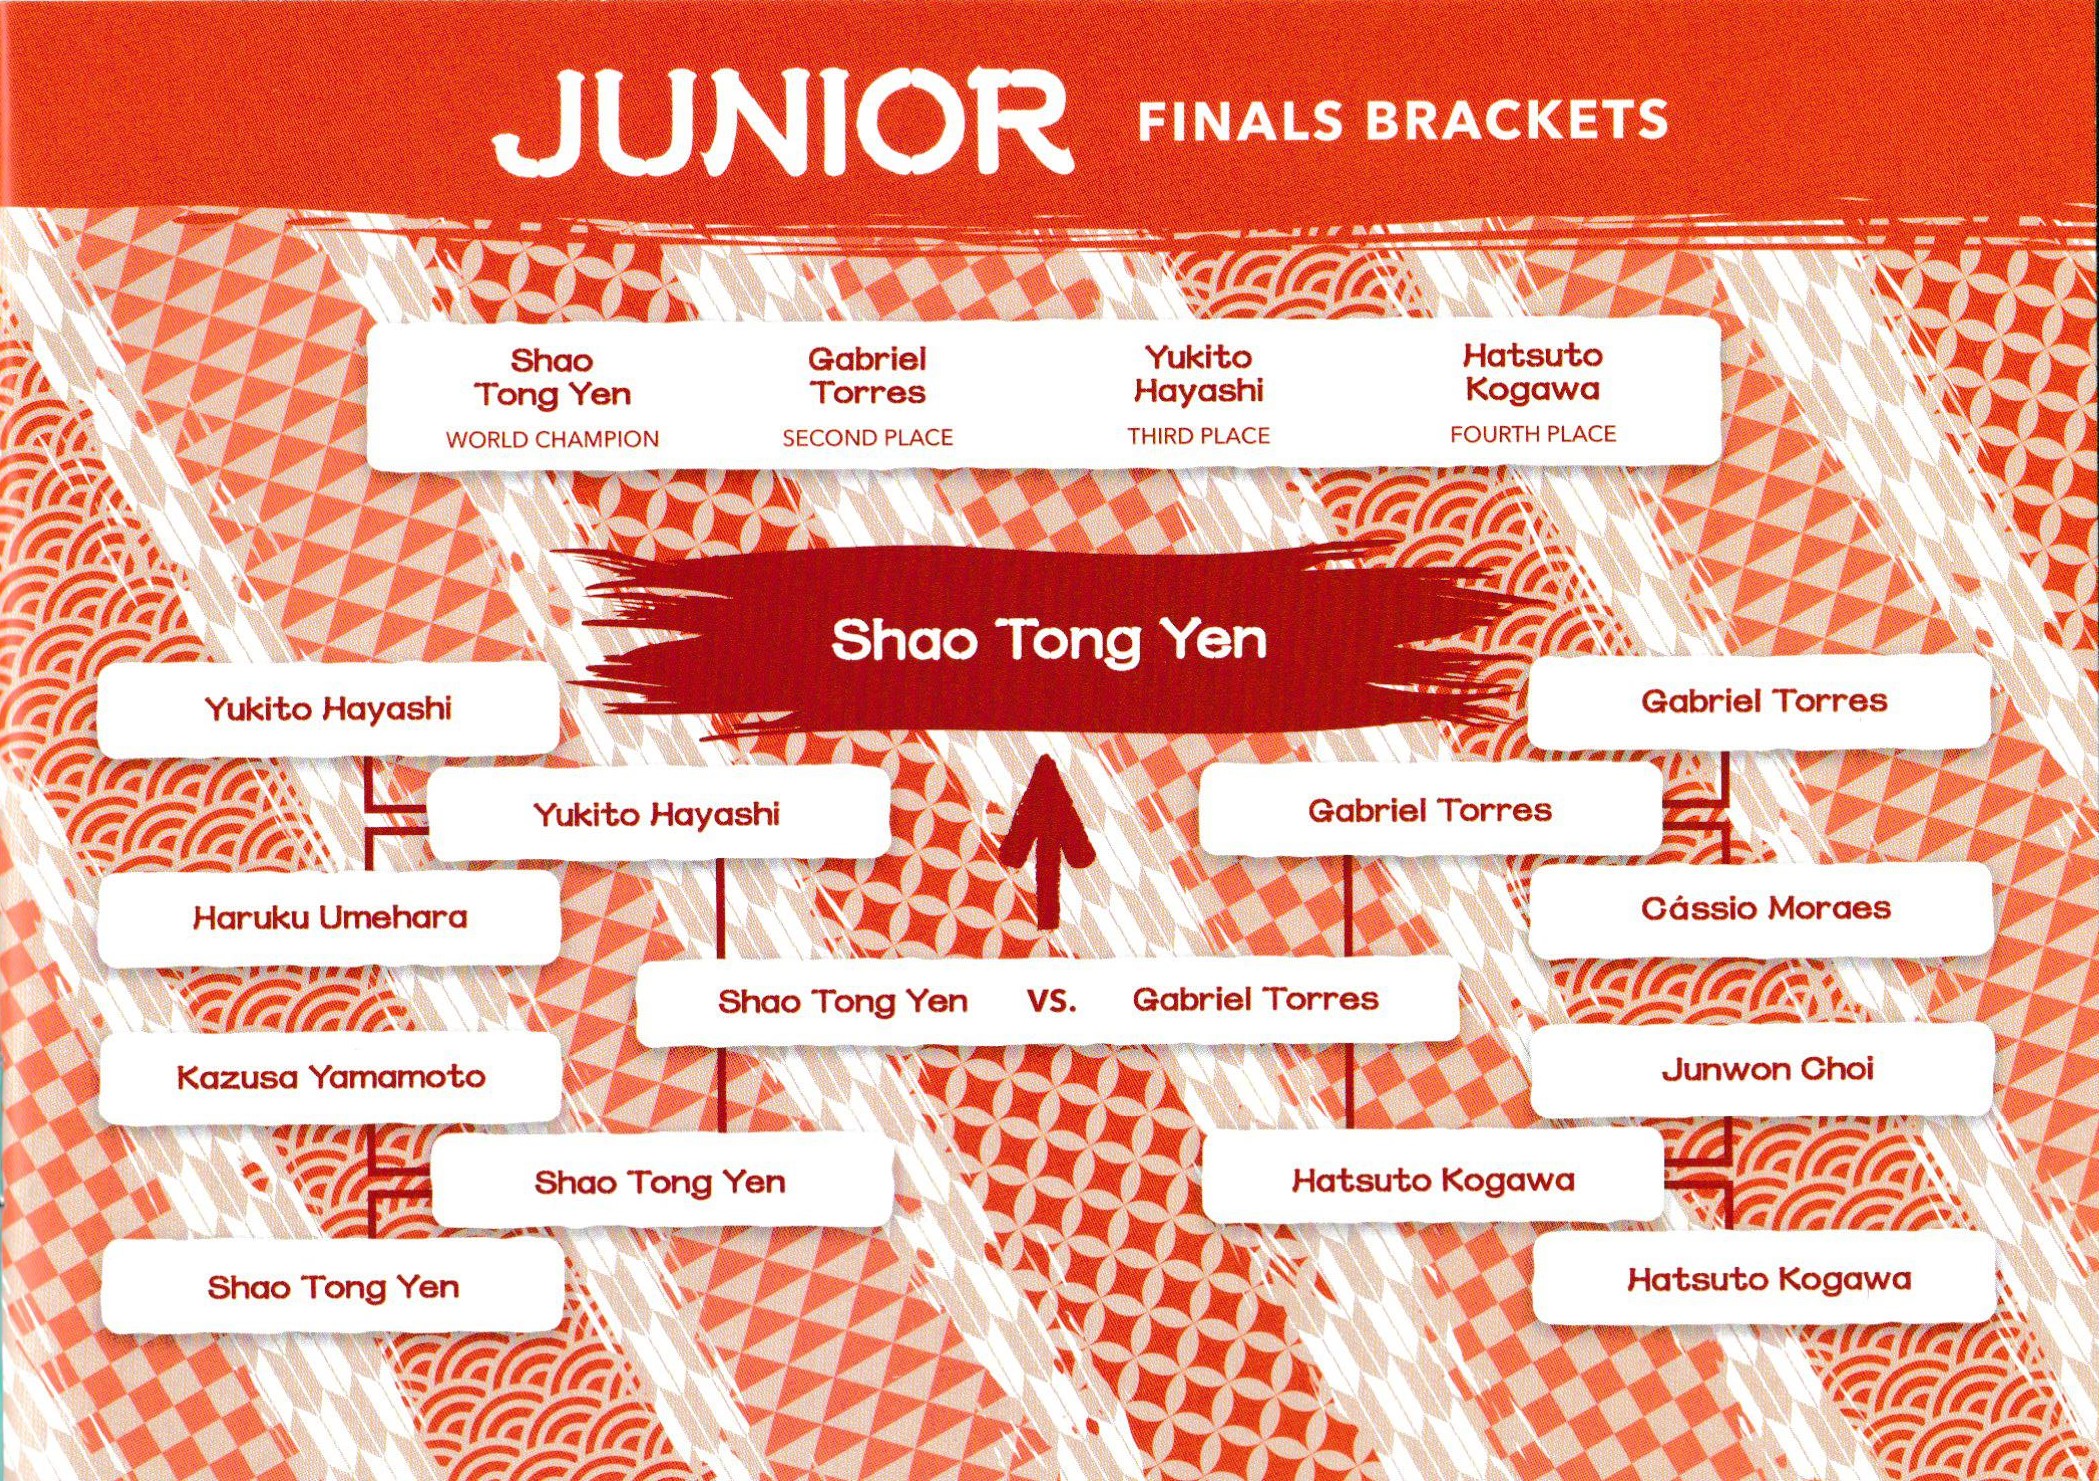 JUNIOR FINALS BRACKETS
Shao
Tong Yen
WORLD CHAMPION
Gabriel
Torres
SECOND PLACE
Yukito
Hayashi
THIRD PLACE
Hatsuto
Kogawa
FOURTH PLACE
Shao Tong Yen
Yukito Hayashi
Gabriel Torres
Yukito Hayashi
Gabriel Torres
Haruku Umehara
Cássio Moraes
Shao Tong Yen VS. Gabriel Torres
Kazusa Yamamoto
Junwon Choi
Shao Tong Yen
Hatsuto Kogawa
Shao Tong Yen
Hatsuto Kogawa